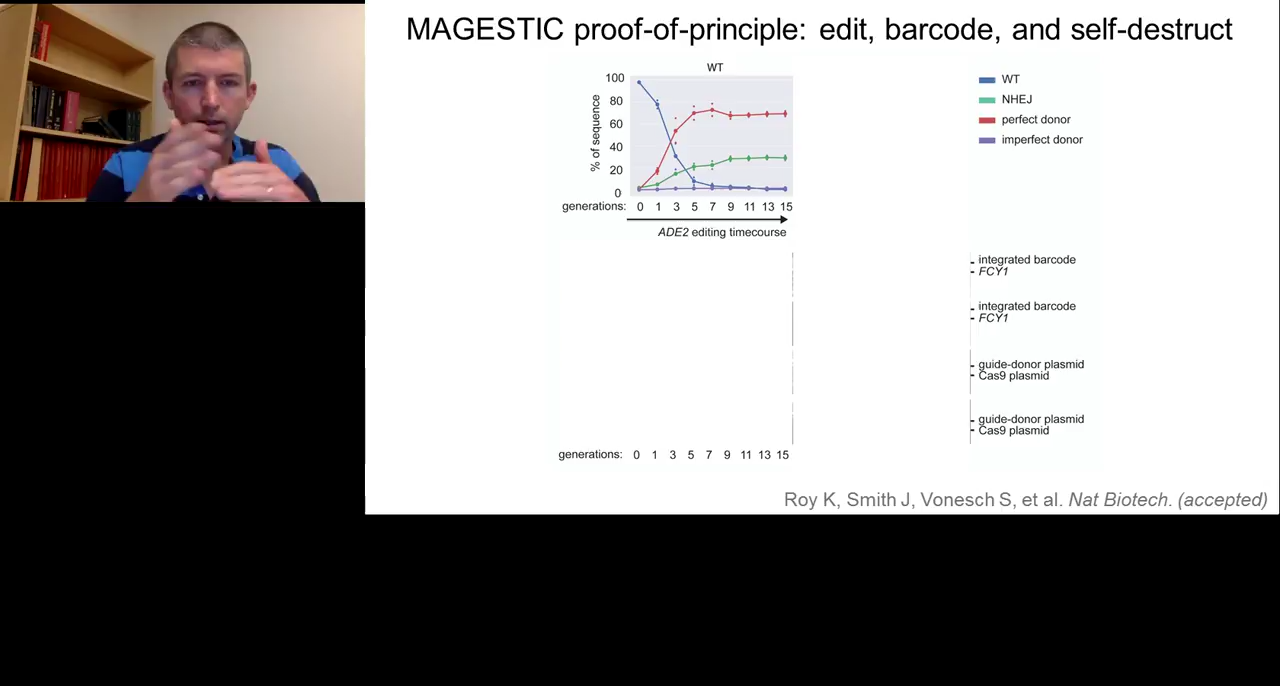 MAGESTIC proof-of-principle: edit, barcode, and self-destruct
WT
100
80
60
40
20
0
% of sequence
generations: 0 1 3 5 7 9 11 13 15
ADE2 editing timecourse
WT
NHEJ
perfect donor
imperfect donor
integrated barcode
FCY1
integrated barcode
FCY1
guide-donor plasmid
Cas9 plasmid
guide-donor plasmid
Cas9 plasmid
generations: 0 1 3 5 7 9 11 13 15
Roy K, Smith J, Vonesch S, et al. Nat Biotech. (accepted)